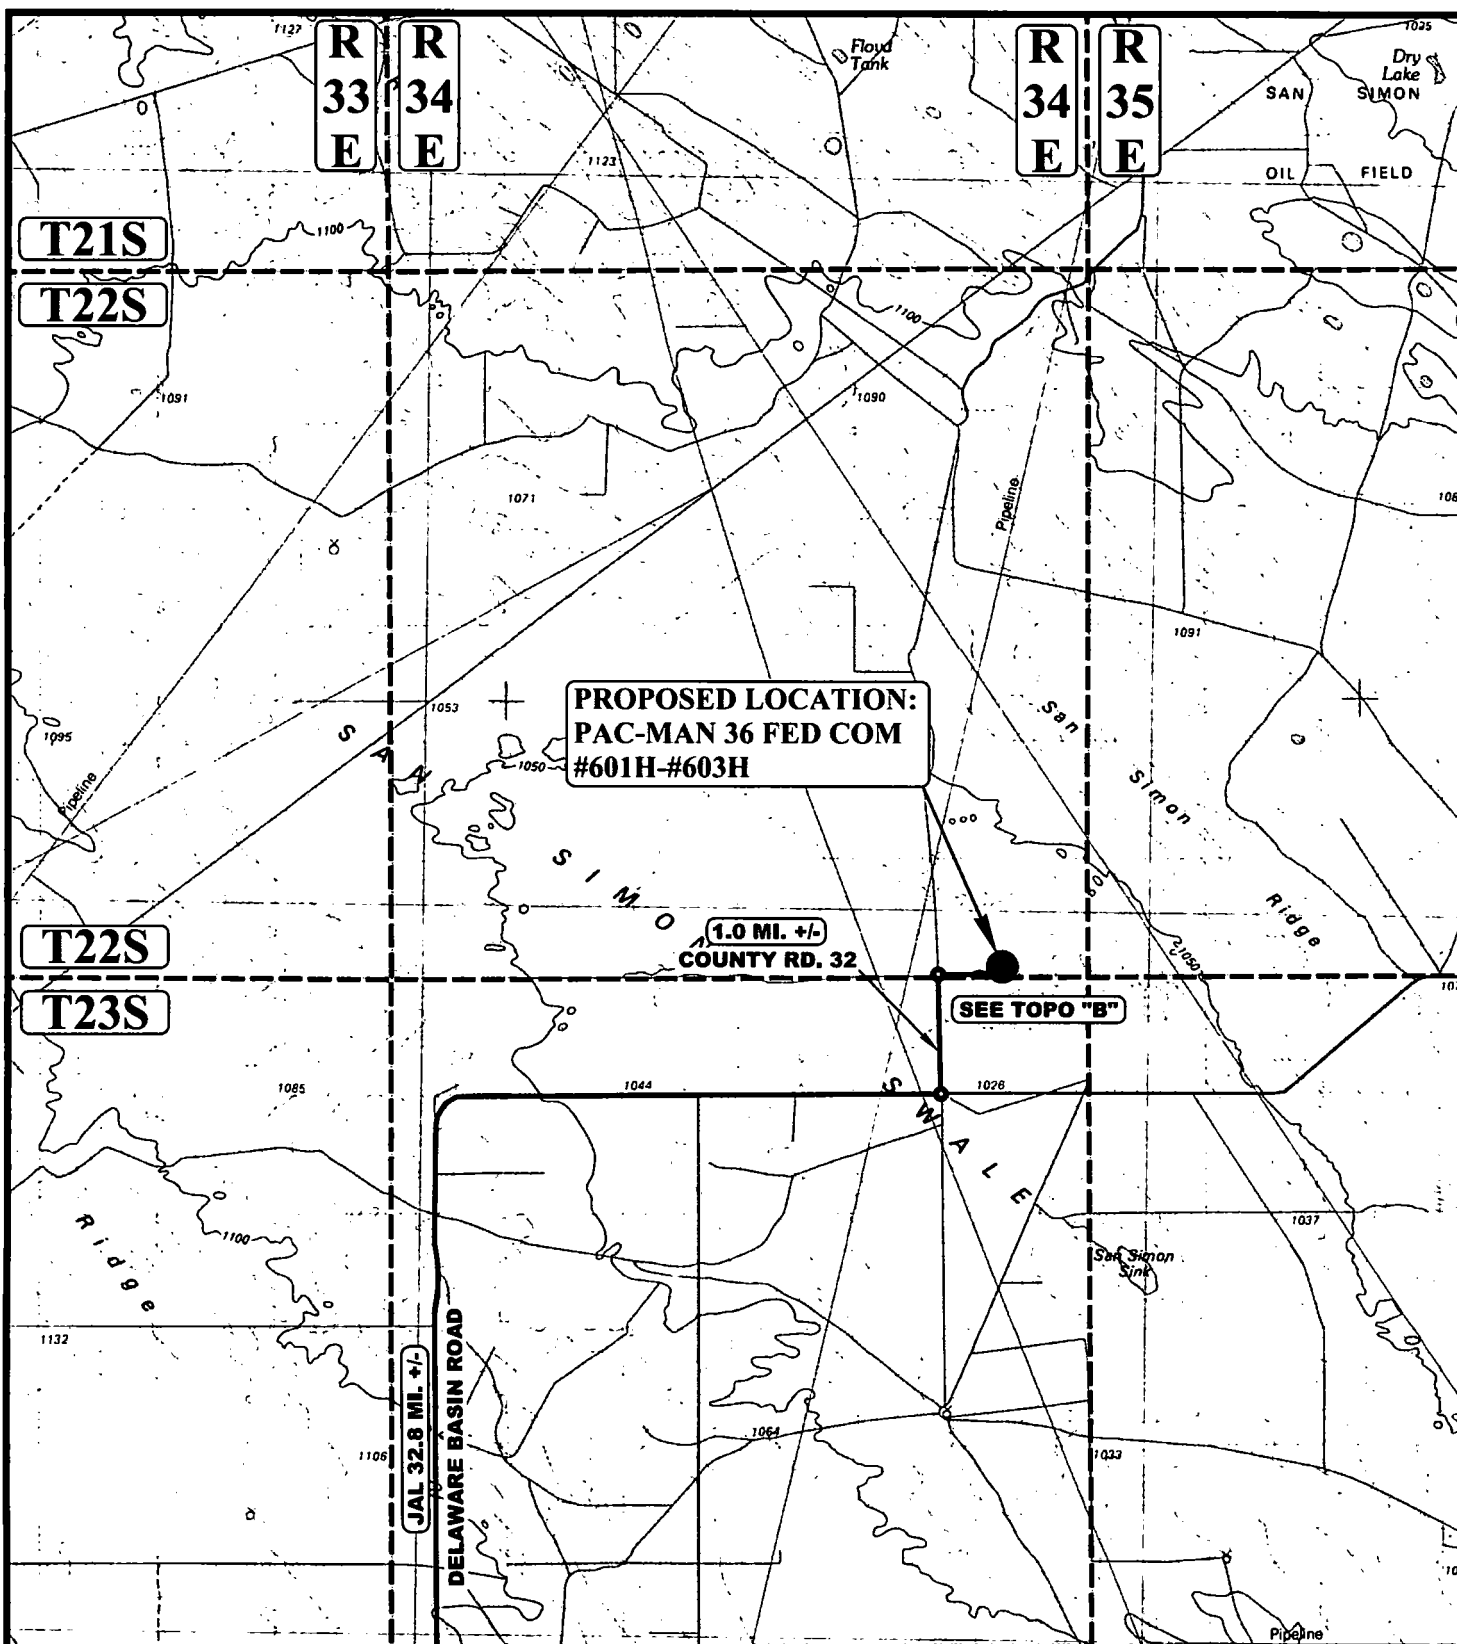 1127
R
33
E
R
34
E
Floyd
Tank
R
34
E
R
35
E
1025
Dry
Lake
SAN SIMON
OIL FIELD
1123
T21S
1100
T22S
1100
1091
1090
1071
Pipeline
1091
1053
SAN
1095
Pipeline
1050
PROPOSED LOCATION:
PAC-MAN 36 FED COM
#601H-#603H
San
Simon
Ridge
SIMO
1.0 MI. +/-
COUNTY RD. 32
T22S
1050
T23S
SEE TOPO "B"
1085
1044
1026
SWALE
Ridge
1100
1037
San Simon
Sink
1132
JAL 32.8 MI. +/-
DELAWARE BASIN ROAD
1106
1064
1033
Pipeline